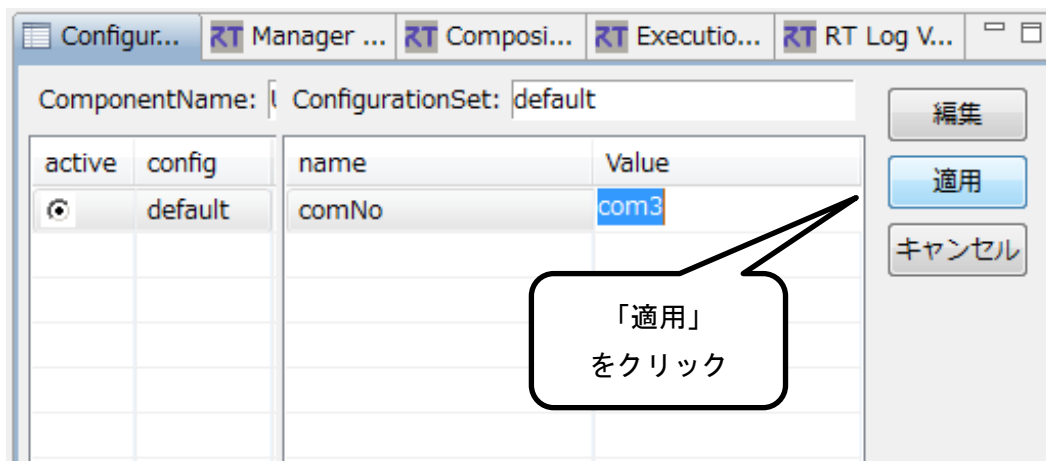 Configur... RT Manager ... RT Composi... RT Executio... RT RT Log V...
ComponentName: ConfigurationSet: default
編集
active config name Value
適用
default comNo com3
キャンセル
「適用」
をクリック